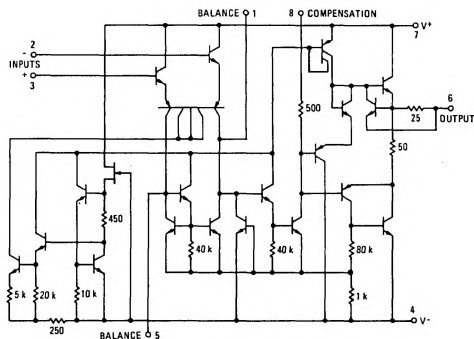 BALANCE 1
8 COMPENSATION
V+
7
2
-
INPUTS
+
3
6
OUTPUT
500
25
50
450
40 k
40 k
80 k
5 k
20 k
10 k
1 k
250
4
V-
BALANCE 5